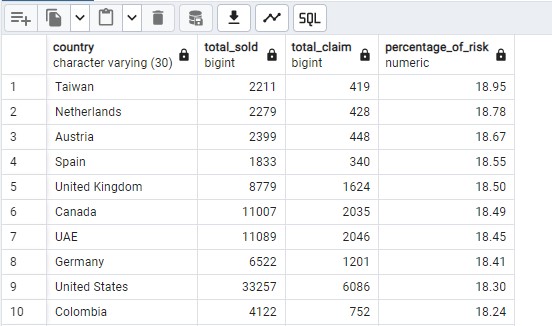 SQL
country total_sold total_claim percentage_of_risk
character varying (30) bigint bigint numeric
1 Taiwan 2211 419 18.95
2 Netherlands 2279 428 18.78
3 Austria 2399 448 18.67
4 Spain 1833 340 18.55
5 United Kingdom 8779 1624 18.50
6 Canada 11007 2035 18.49
7 UAE 11089 2046 18.45
8 Germany 6522 1201 18.41
9 United States 33257 6086 18.30
10 Colombia 4122 752 18.24